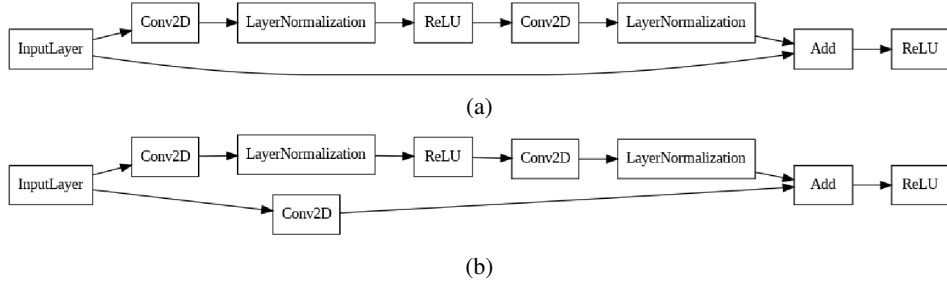 Conv2D LayerNormalization ReLU Conv2D LayerNormalization
InputLayer Add ReLU
(a)
Conv2D LayerNormalization ReLU Conv2D LayerNormalization
InputLayer Add ReLU
Conv2D
(b)